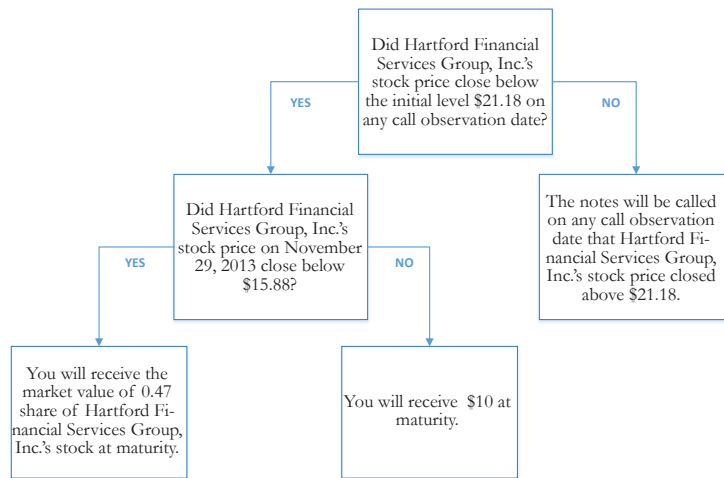 Did Hartford Financial
Services Group, Inc.'s
stock price close below
the initial level $21.18 on
any call observation date?
YES
NO
Did Hartford Financial
Services Group, Inc.'s
stock price on November
29, 2013 close below
$15.88?
The notes will be called
on any call observation
date that Hartford Fi-
nancial Services Group,
Inc.'s stock price closed
above $21.18.
YES
NO
You will receive the
market value of 0.47
share of Hartford Fi-
nancial Services Group,
Inc.'s stock at maturity.
You will receive $10 at
maturity.